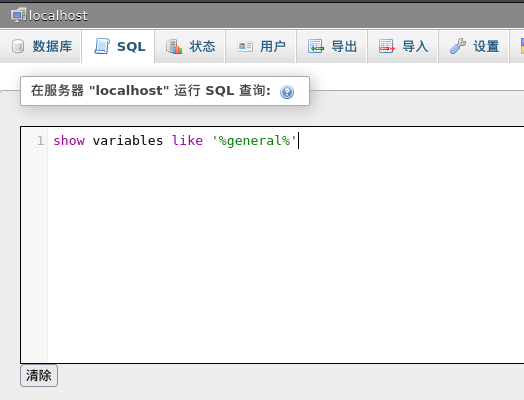 localhost
数据库 SQL 状态 用户 导出 导入 设置
在服务器 "localhost" 运行 SQL 查询:
1 show variables like '%general%'
清除